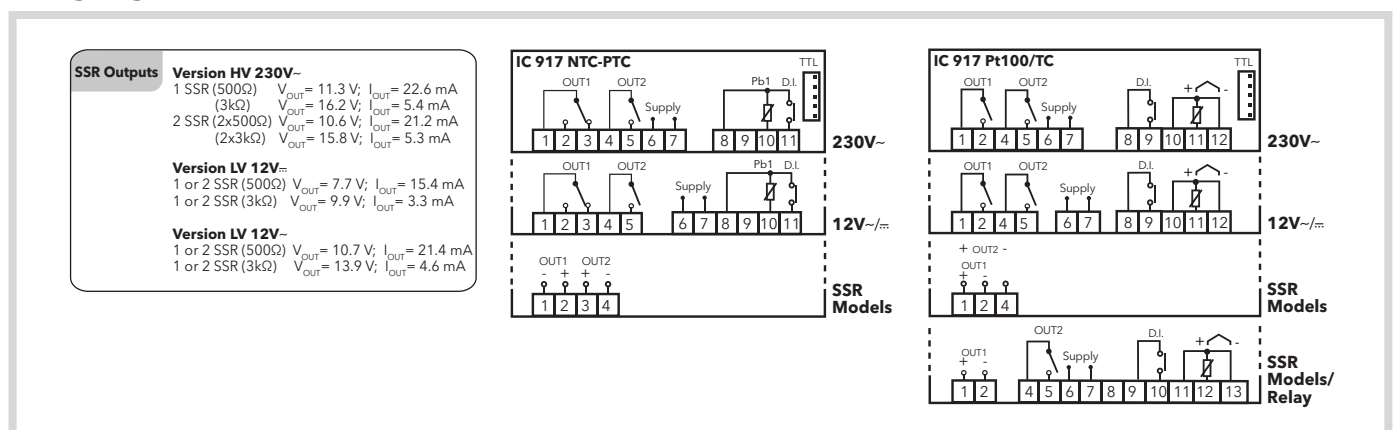 SSR Outputs
Version HV 230V~
1 SSR (500Ω) VOUT= 11.3 V; IOUT= 22.6 mA
(3kΩ) VOUT= 16.2 V; IOUT= 5.4 mA
2 SSR (2x500Ω) VOUT= 10.6 V; IOUT= 21.2 mA
(2x3kΩ) VOUT= 15.8 V; IOUT= 5.3 mA
Version LV 12V⎓
1 or 2 SSR (500Ω) VOUT= 7.7 V; IOUT= 15.4 mA
1 or 2 SSR (3kΩ) VOUT= 9.9 V; IOUT= 3.3 mA
Version LV 12V~
1 or 2 SSR (500Ω) VOUT= 10.7 V; IOUT= 21.4 mA
1 or 2 SSR (3kΩ) VOUT= 13.9 V; IOUT= 4.6 mA
IC 917 NTC-PTC TTL
OUT1 OUT2 Pb1 D.I.
Supply
1 2 3 4 5 6 7 8 9 10 11 230V~
OUT1 OUT2 Pb1 D.I.
Supply
1 2 3 4 5 6 7 8 9 10 11 12V~/⎓
OUT1 OUT2
- + + -
1 2 3 4
SSR
Models
IC 917 Pt100/TC TTL
OUT1 OUT2 D.I. + -
Supply
1 2 4 5 6 7 8 9 10 11 12 230V~
OUT1 OUT2 D.I. + -
Supply
1 2 4 5 6 7 8 9 10 11 12 12V~/⎓
+ OUT2 -
OUT1
+ -
1 2 4
SSR
Models
OUT2 D.I. + -
OUT1 Supply
+ -
1 2 4 5 6 7 8 9 10 11 12 13
SSR
Models/
Relay